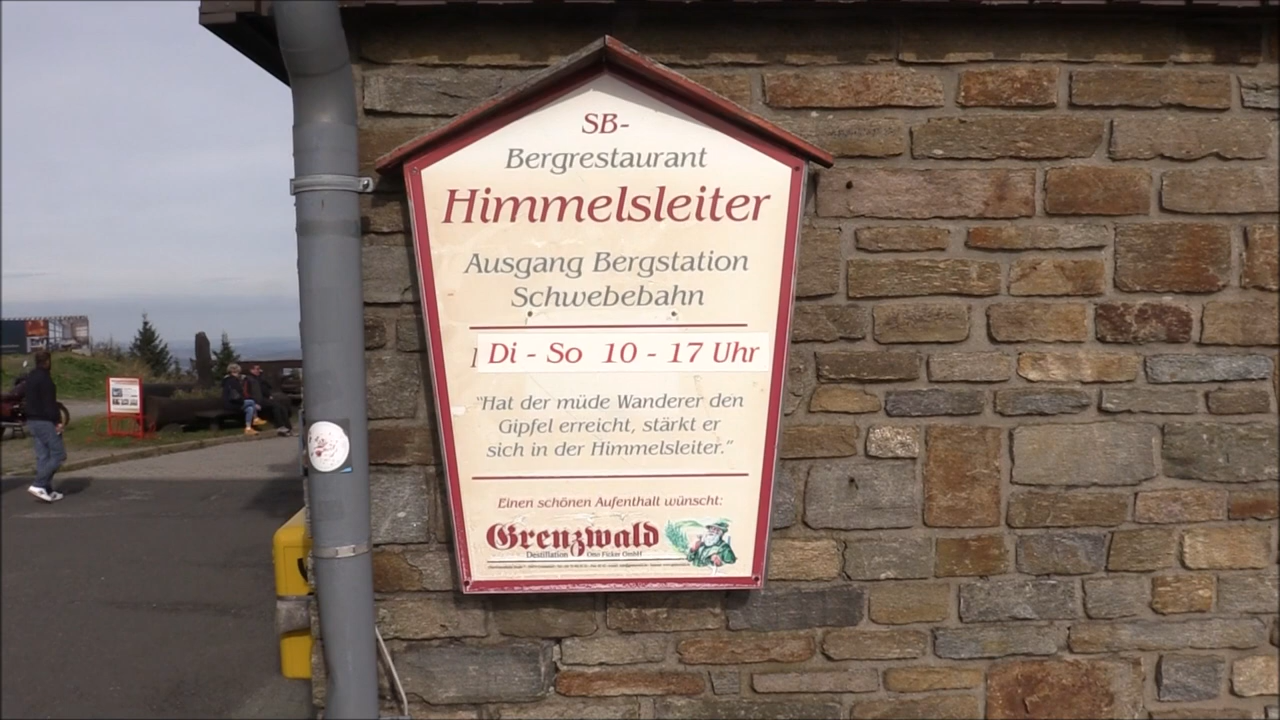 SB-
Bergrestaurant
Himmelsleiter
Ausgang Bergstation
Schwebebahn
Di - So 10 - 17 Uhr
"Hat der müde Wanderer den
Gipfel erreicht, stärkt er
sich in der Himmelsleiter."
Einen schönen Aufenthalt wünscht:
Grenzwald
Destillation Otto Ficker GmbH